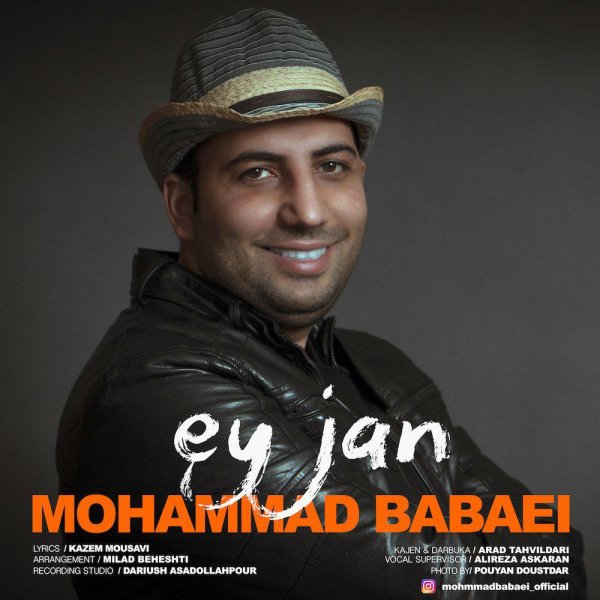 ey jan
MOHAMMAD BABAEI
LYRICS / KAZEM MOUSAVI
ARRANGEMENT / MILAD BEHESHTI
RECORDING STUDIO / DARIUSH ASADOLLAHPOUR
KAJEN & DARBUKA / ARAD TAHVILDARI
VOCAL SUPERVISOR / ALIREZA ASKARAN
PHOTO BY/ POUYAN DOUSTDAR
mohmmadbabaei_official